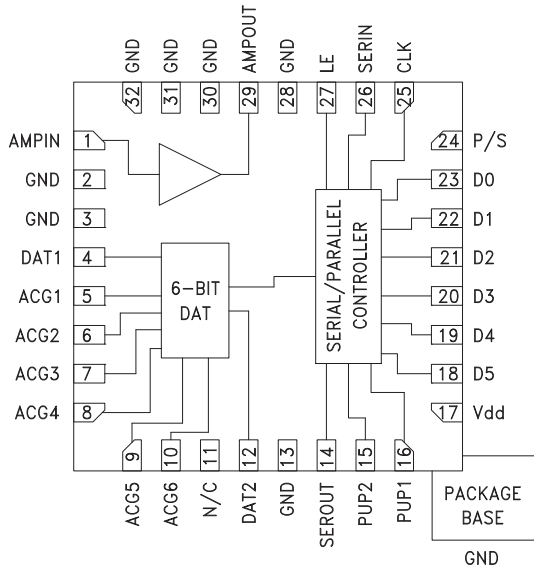 GND
GND
GND
AMPOUT
GND
LE
SERIN
CLK
32
31
30
29
28
27
26
25
AMPIN 1
GND 2
GND 3
DAT1 4
ACG1 5
ACG2 6
ACG3 7
ACG4 8
6-BIT
DAT
SERIAL/PARALLEL
CONTROLLER
24 P/S
23 D0
22 D1
21 D2
20 D3
19 D4
18 D5
17 Vdd
9
10
11
12
13
14
15
16
ACG5
ACG6
N/C
DAT2
GND
SEROUT
PUP2
PUP1
PACKAGE
BASE
GND